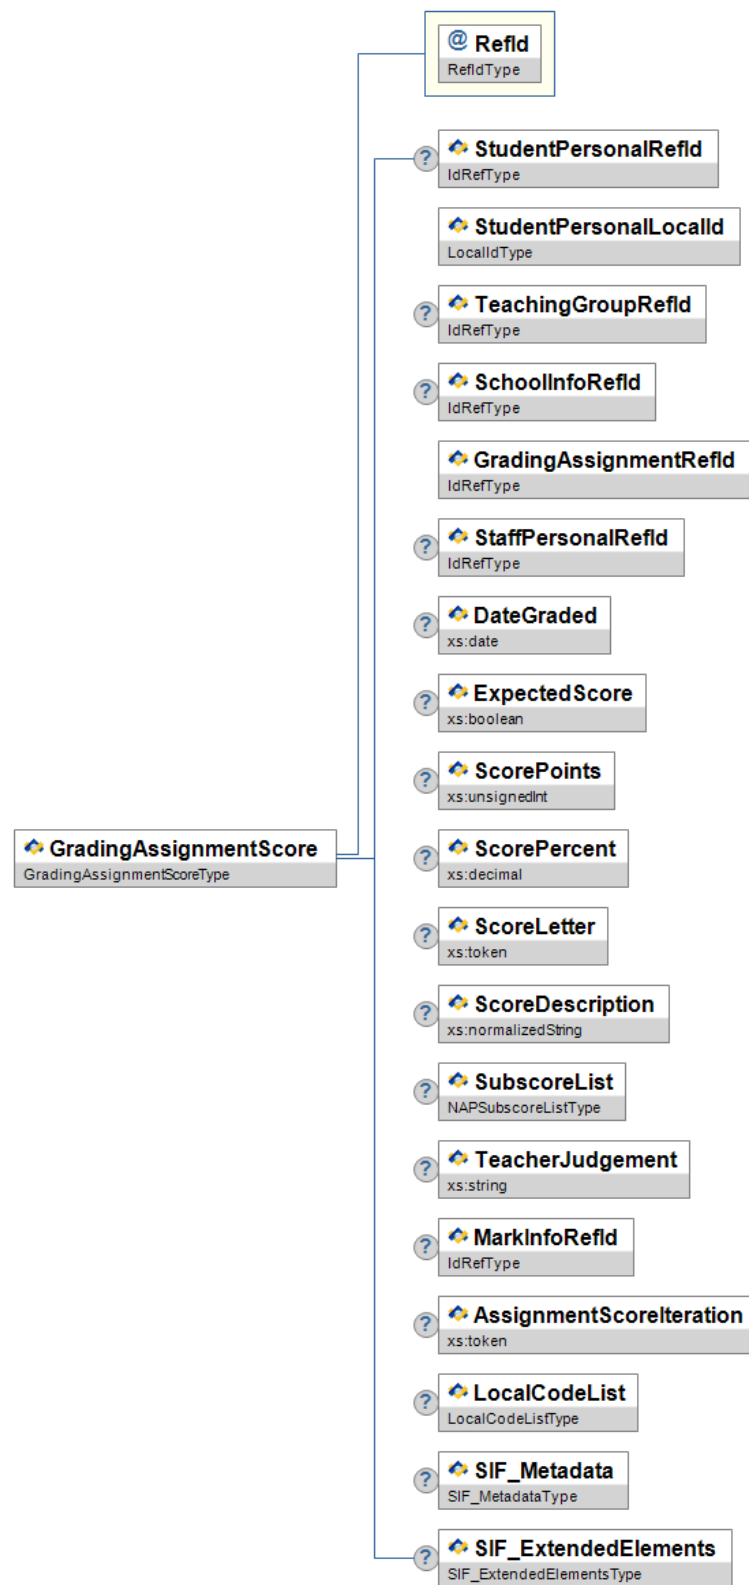 @ RefId
RefIdType
? StudentPersonalRefId
IdRefType
StudentPersonalLocalId
LocalIdType
? TeachingGroupRefId
IdRefType
? SchoolInfoRefId
IdRefType
GradingAssignmentRefId
IdRefType
? StaffPersonalRefId
IdRefType
? DateGraded
xs:date
? ExpectedScore
xs:boolean
? ScorePoints
xs:unsignedInt
GradingAssignmentScore
GradingAssignmentScoreType
? ScorePercent
xs:decimal
? ScoreLetter
xs:token
? ScoreDescription
xs:normalizedString
? SubscoreList
NAPSubscoreListType
? TeacherJudgement
xs:string
? MarkInfoRefId
IdRefType
? AssignmentScoreIteration
xs:token
? LocalCodeList
LocalCodeListType
? SIF_Metadata
SIF_MetadataType
? SIF_ExtendedElements
SIF_ExtendedElementsType